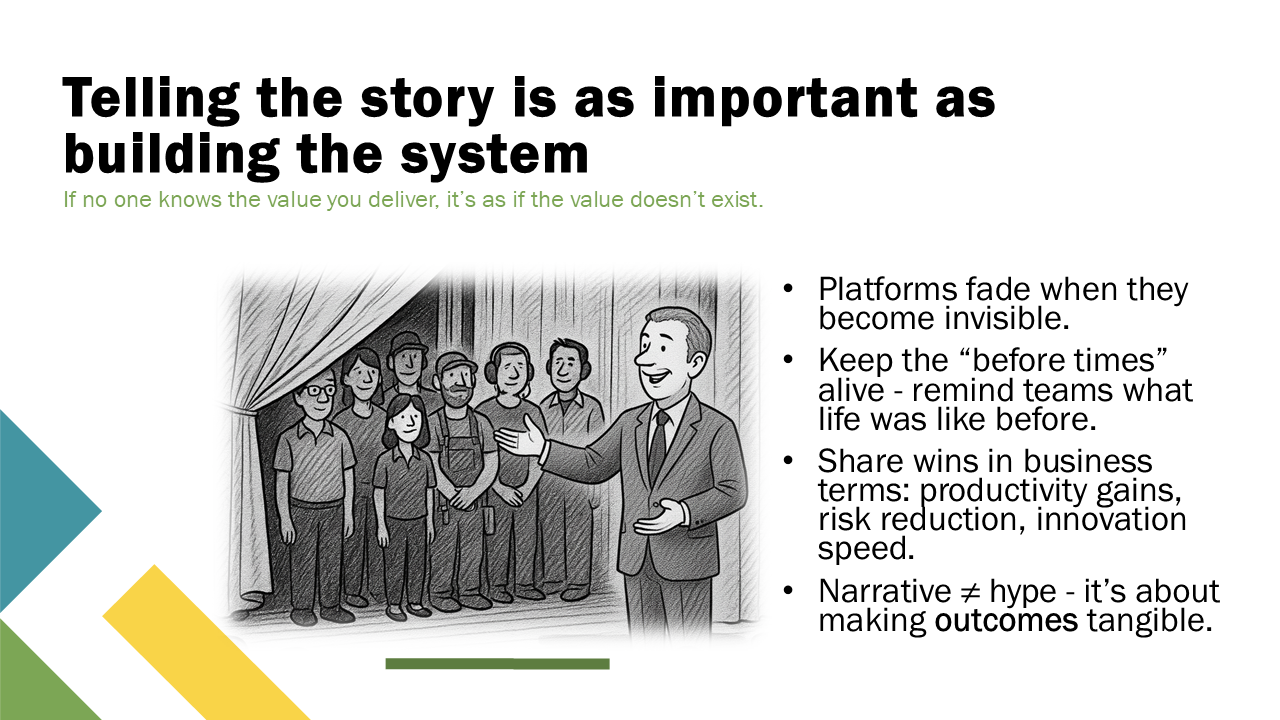 Telling the story is as important as
building the system
If no one knows the value you deliver, it’s as if the value doesn’t exist.
• Platforms fade when they
become invisible.
• Keep the “before times”
alive - remind teams what
life was like before.
• Share wins in business
terms: productivity gains,
risk reduction, innovation
speed.
• Narrative ≠ hype - it’s about
making outcomes tangible.